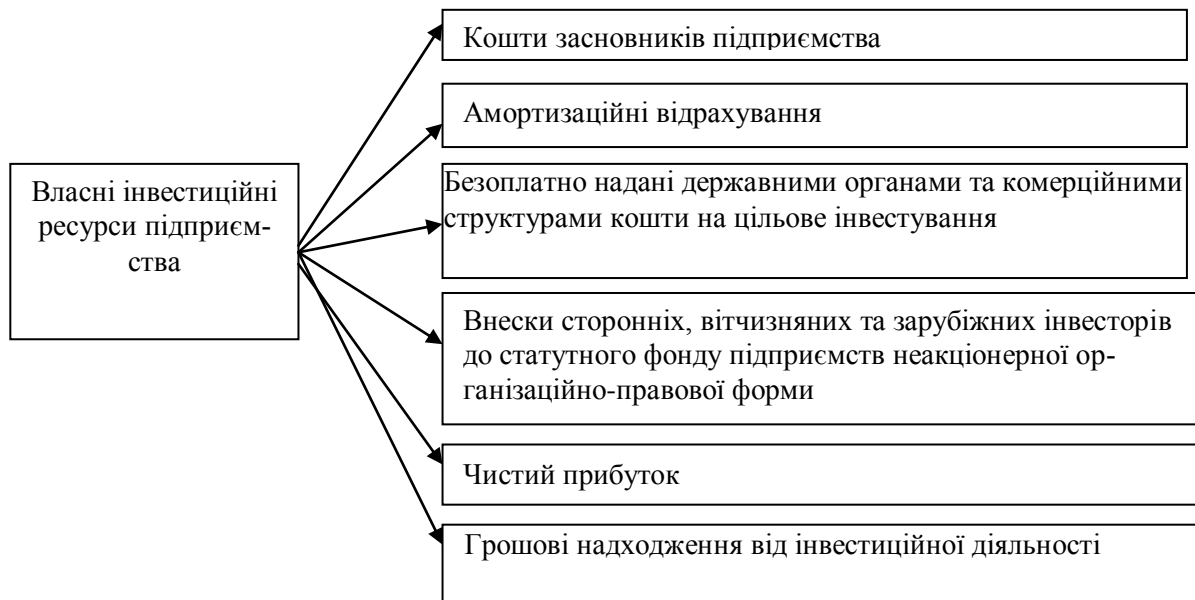 Кошти засновників підприємства
Амортизаційні відрахування
Власні інвестиційні
ресурси підприєм-
ства
Безоплатно надані державними органами та комерційними
структурами кошти на цільове інвестування
Внески сторонніх, вітчизняних та зарубіжних інвесторів
до статутного фонду підприємств неакціонерної ор-
ганізаційно-правової форми
Чистий прибуток
Грошові надходження від інвестиційної діяльності